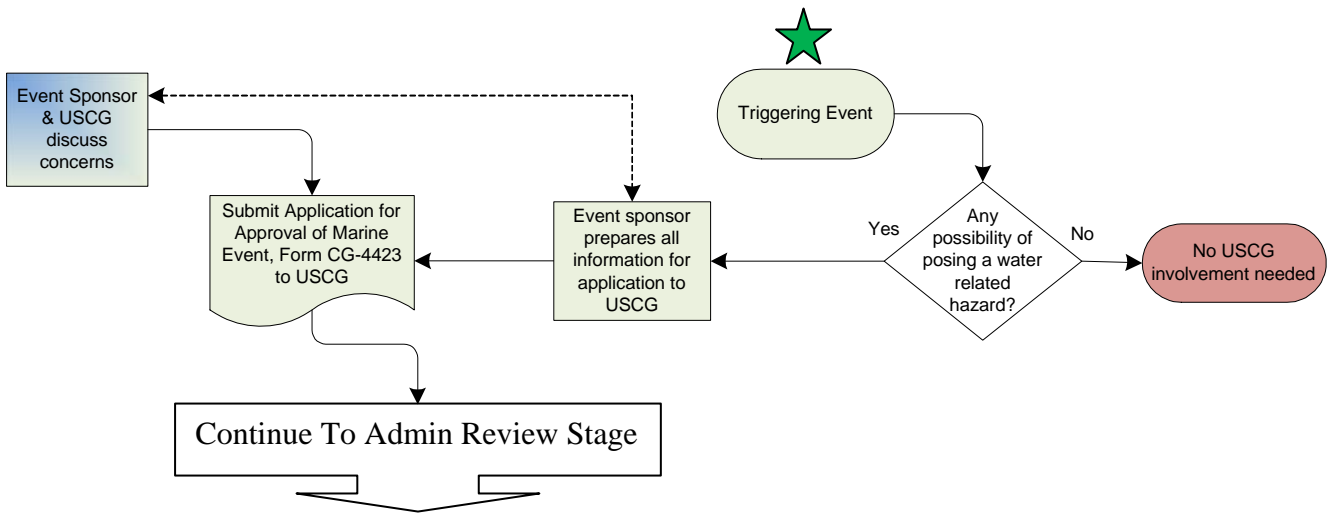 Triggering Event
Any
possibility of
posing a water
related
hazard?
No
No USCG
involvement needed
Yes
Event sponsor
prepares all
information for
application to
USCG
Event Sponsor
& USCG
discuss
concerns
Submit Application for
Approval of Marine
Event, Form CG-4423
to USCG
Continue To Admin Review Stage